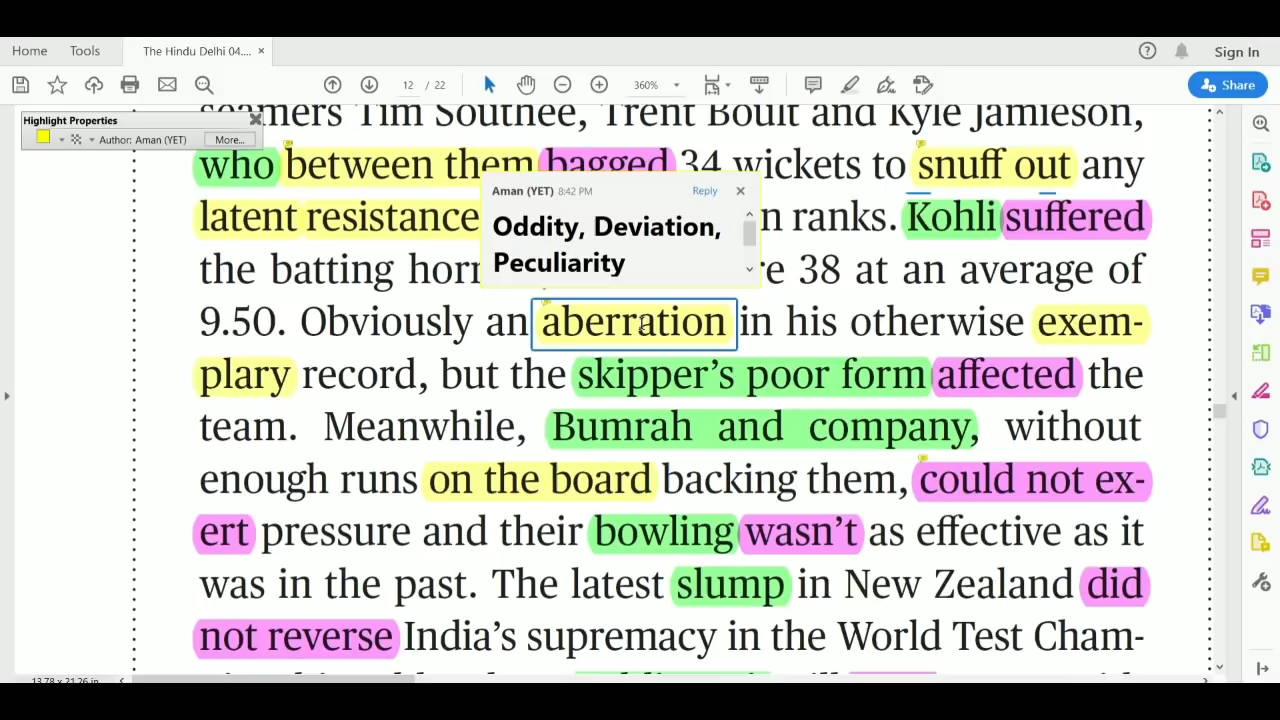 Home Tools The Hindu Delhi 04.... × Sign In
12 / 22 360% Share
seamers Tim Southee, Trent Boult and Kyle Jamieson,
Highlight Properties
Author: Aman (YET) More...
who between them bagged 34 wickets to snuff out any
Aman (YET) 8:42 PM Reply
latent resistance n ranks. Kohli suffered
Oddity, Deviation,
Peculiarity
the batting re 38 at an average of
9.50. Obviously an aberration in his otherwise exem-
plary record, but the skipper's poor form affected the
team. Meanwhile, Bumrah and company, without
enough runs on the board backing them, could not ex-
ert pressure and their bowling wasn't as effective as it
was in the past. The latest slump in New Zealand did
not reverse India's supremacy in the World Test Cham-
13.78 x 21.26 in